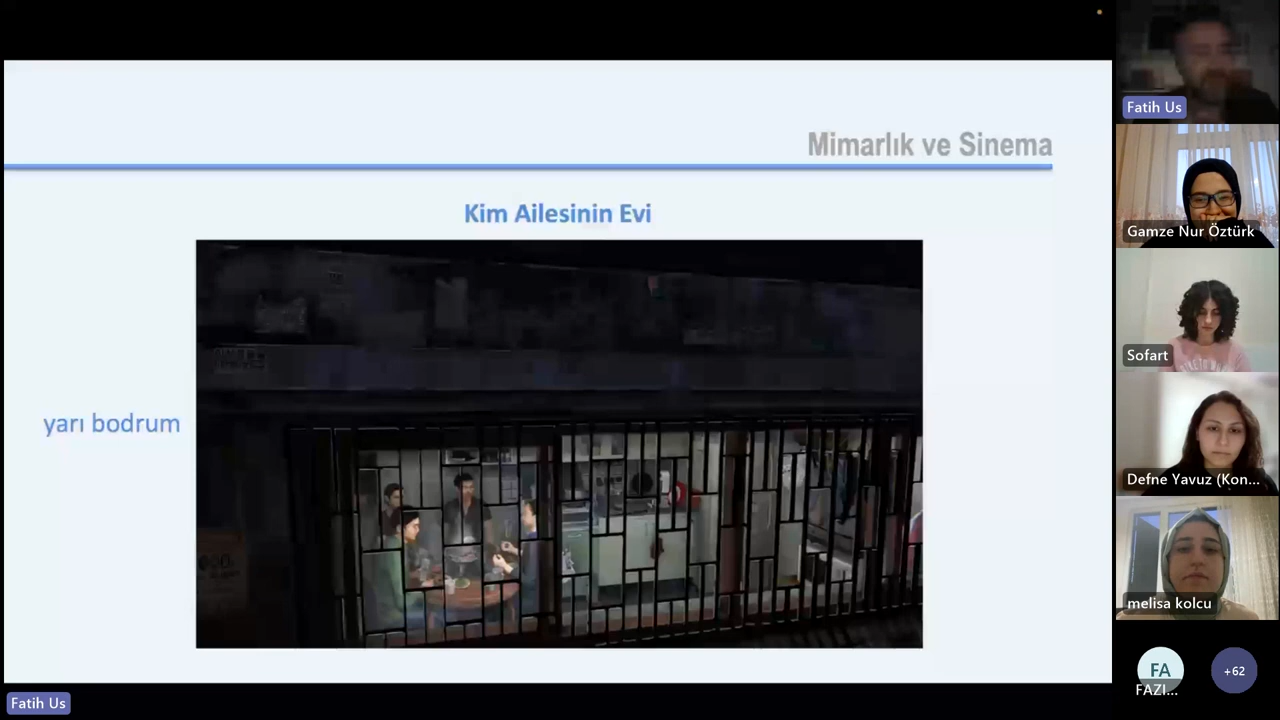 Mimarlık ve Sinema
Kim Ailesinin Evi
yarı bodrum
Fatih Us
Fatih Us
Gamze Nur Öztürk
Sofart
Defne Yavuz (Kon...
melisa kolcu
FA
FAZI...
+62